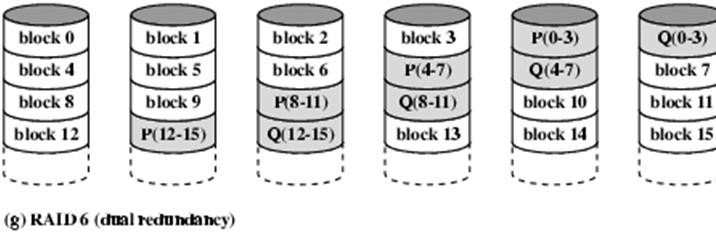 block 0 block 1 block 2 block 3 P(0-3) Q(0-3)
block 4 block 5 block 6 P(4-7) Q(4-7) block 7
block 8 block 9 P(8-11) Q(8-11) block 10 block 11
block 12 P(12-15) Q(12-15) block 13 block 14 block 15
(g) RAID 6 (dual redundancy)